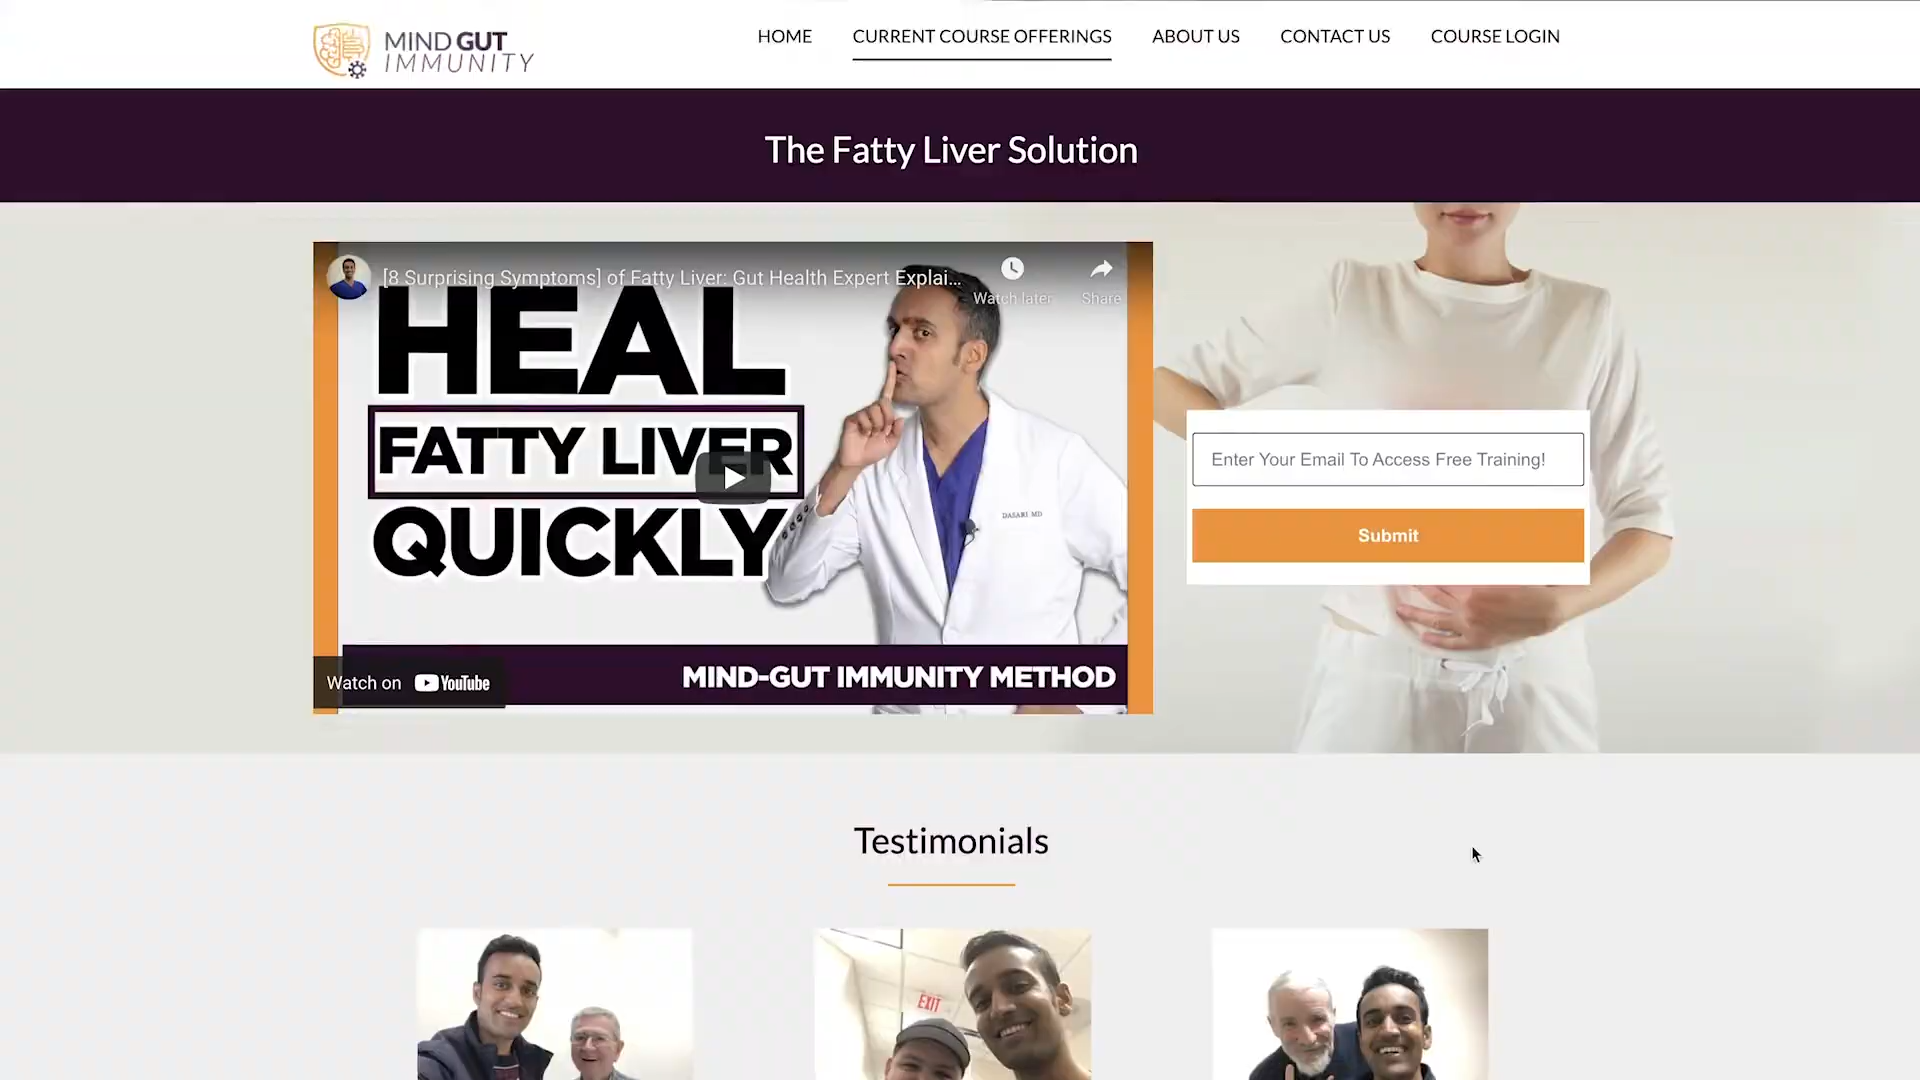 MIND GUT
IMMUNITY
HOME
CURRENT COURSE OFFERINGS
ABOUT US
CONTACT US
COURSE LOGIN
The Fatty Liver Solution
[8 Surprising Symptoms] of Fatty Liver: Gut Health Expert Explai...
Watch later
Share
HEAL
FATTY LIVER
QUICKLY
DASARI MD
MIND-GUT IMMUNITY METHOD
Watch on YouTube
Enter Your Email To Access Free Training!
Submit
Testimonials
EXIT